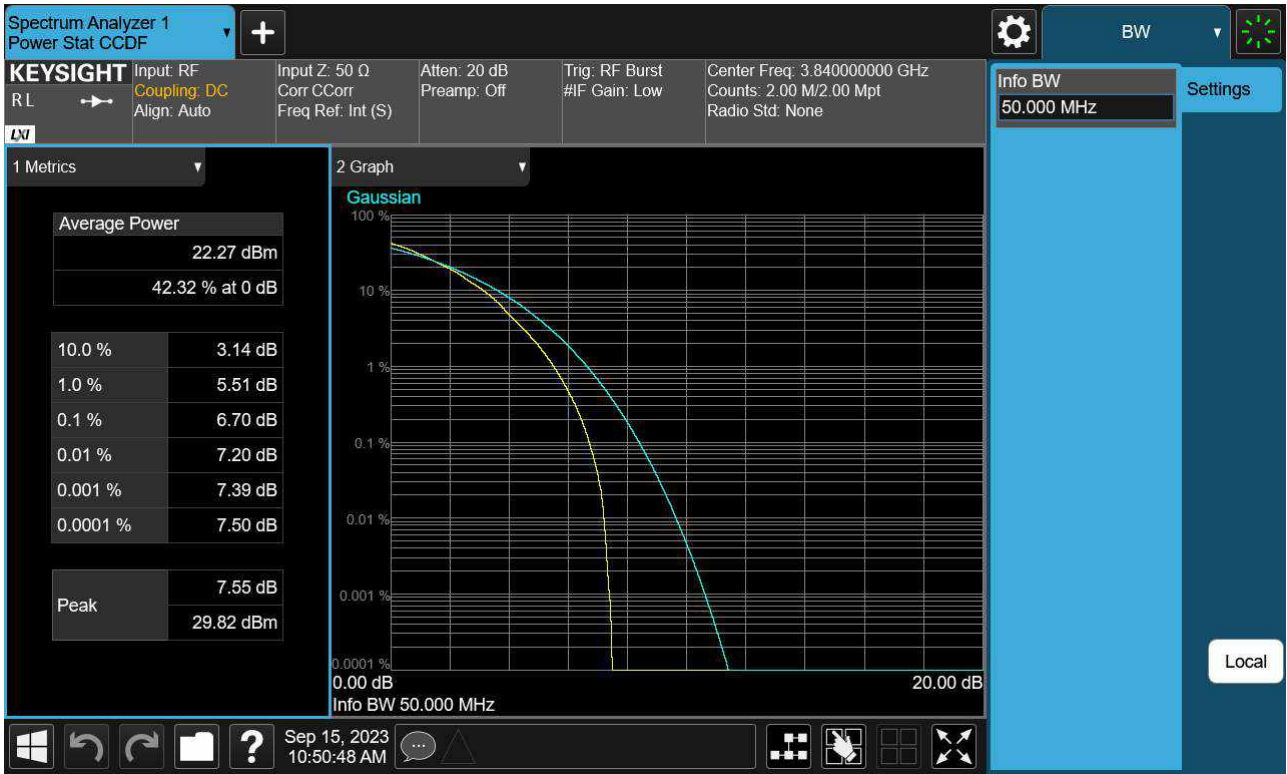 Spectrum Analyzer 1
Power Stat CCDF
BW
KEYSIGHT
RL
LXI
Input: RF
Coupling: DC
Align: Auto
Input Z: 50 Ω
Corr CCorr
Freq Ref: Int (S)
Atten: 20 dB
Preamp: Off
Trig: RF Burst
#IF Gain: Low
Center Freq: 3.840000000 GHz
Counts: 2.00 M/2.00 Mpt
Radio Std: None
Info BW
50.000 MHz
Settings
1 Metrics
Average Power
22.27 dBm
42.32 % at 0 dB
10.0 % 3.14 dB
1.0 % 5.51 dB
0.1 % 6.70 dB
0.01 % 7.20 dB
0.001 % 7.39 dB
0.0001 % 7.50 dB
Peak
7.55 dB
29.82 dBm
2 Graph
Gaussian
100 %
10 %
1 %
0.1 %
0.01 %
0.001 %
0.0001 %
0.00 dB 20.00 dB
Info BW 50.000 MHz
Local
?
Sep 15, 2023
10:50:48 AM